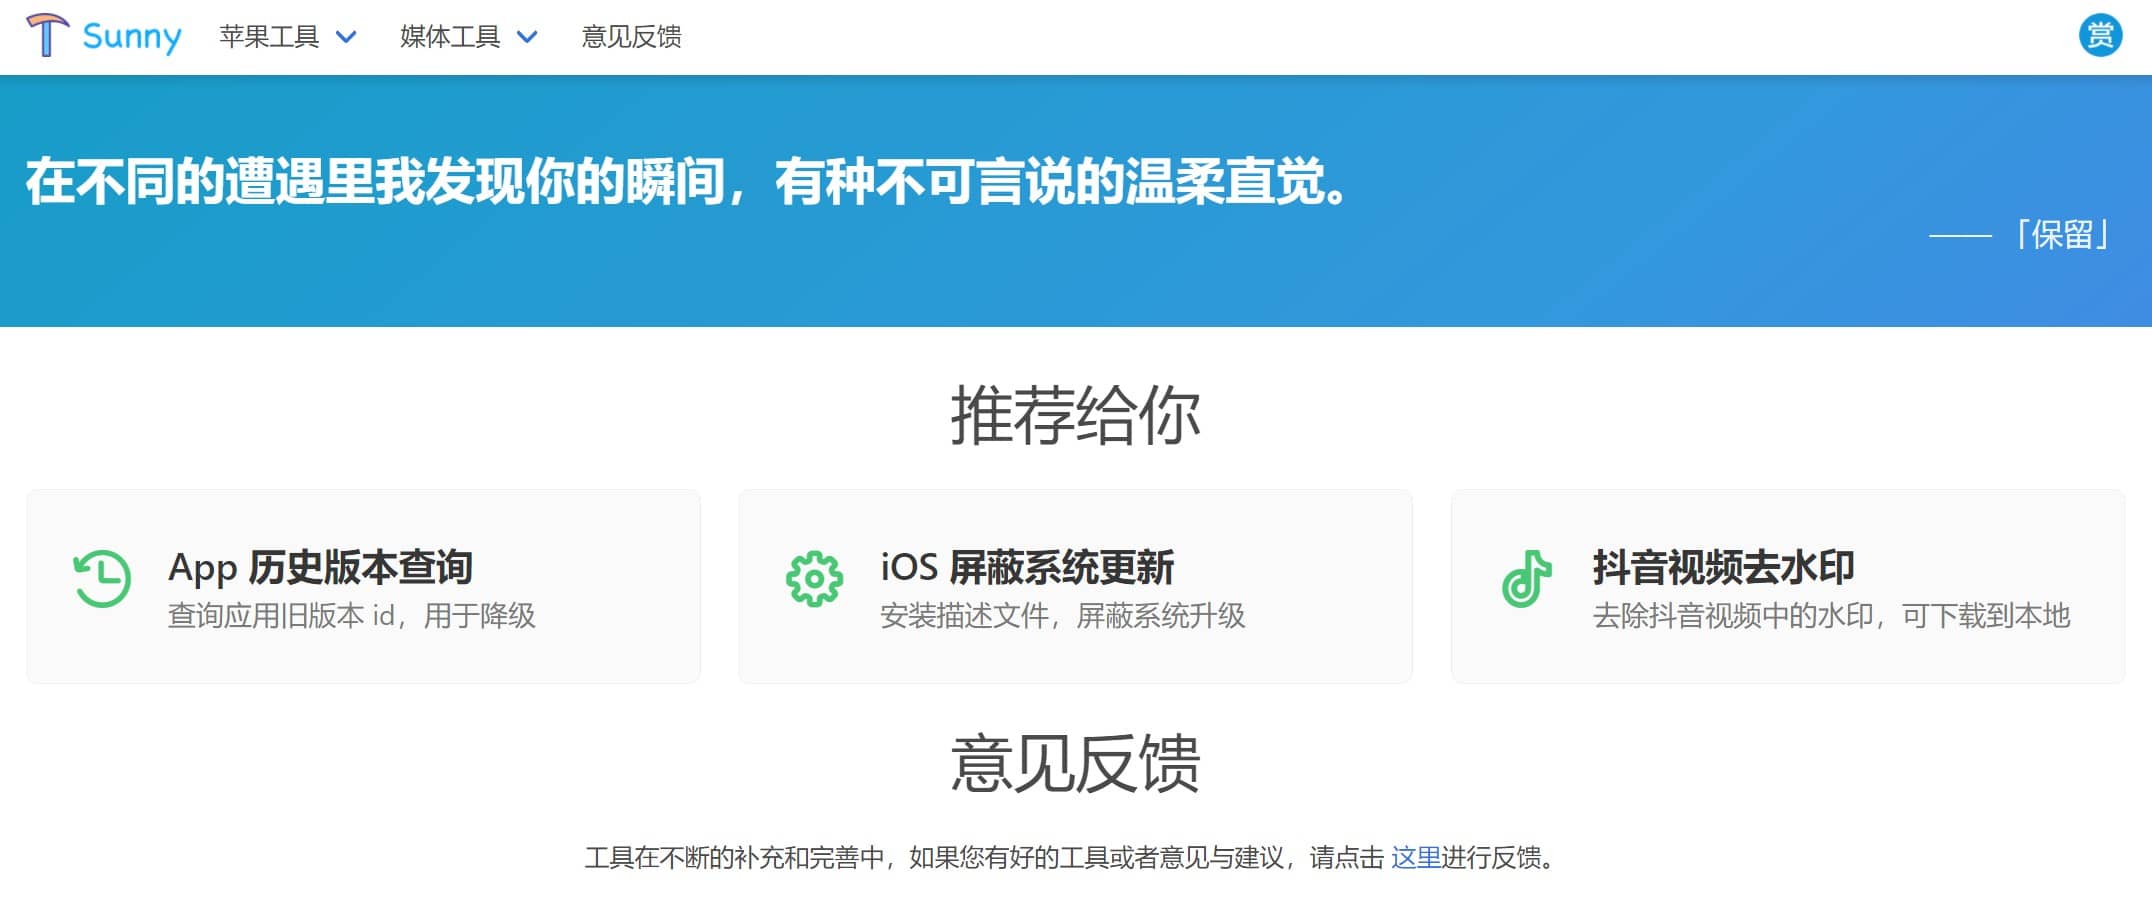 Sunny 苹果工具 媒体工具 意见反馈 赏
在不同的遭遇里我发现你的瞬间，有种不可言说的温柔直觉。
—— 「保留」
推荐给你
App 历史版本查询
查询应用旧版本 id，用于降级
iOS 屏蔽系统更新
安装描述文件，屏蔽系统升级
抖音视频去水印
去除抖音视频中的水印，可下载到本地
意见反馈
工具在不断的补充和完善中，如果您有好的工具或者意见与建议，请点击 这里进行反馈。